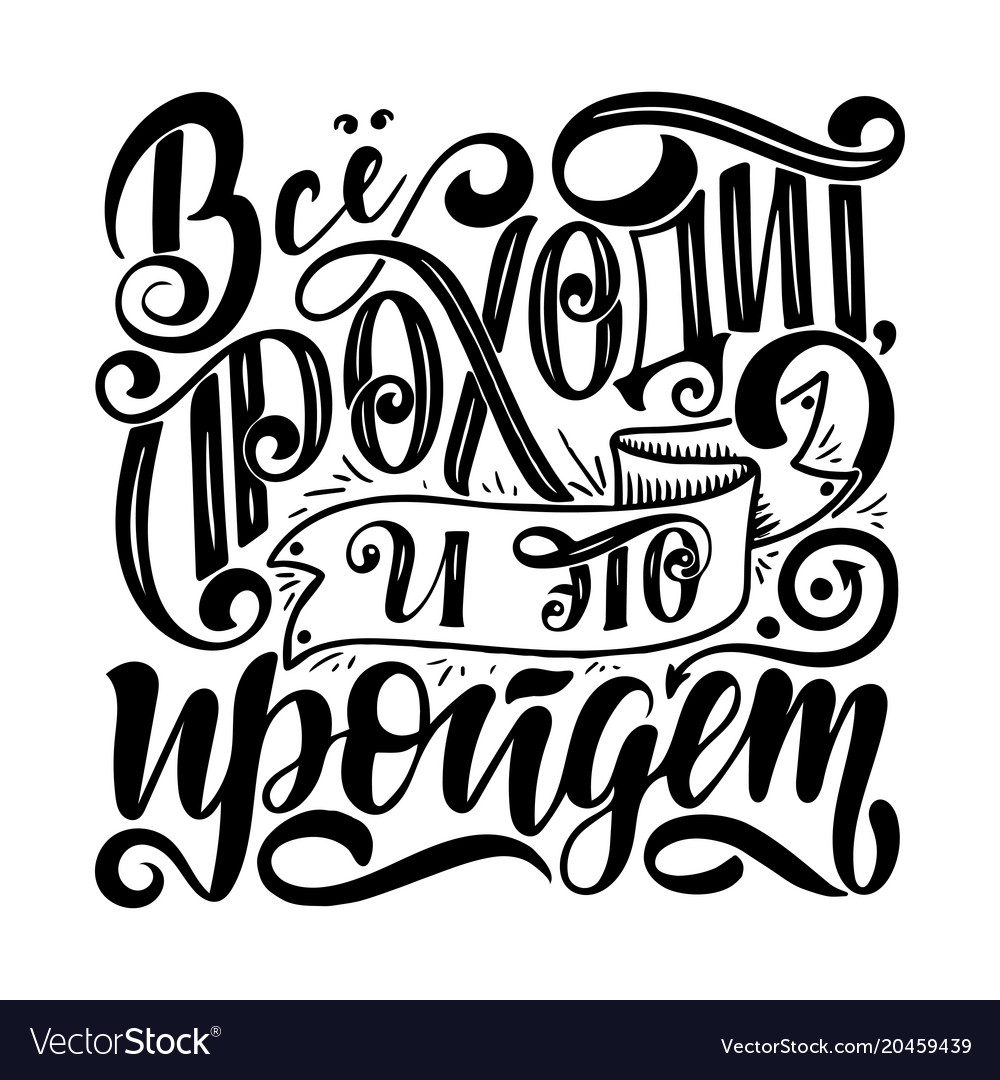 Всё
проходит,
и это
пройдет
VectorStock®
VectorStock.com/20459439